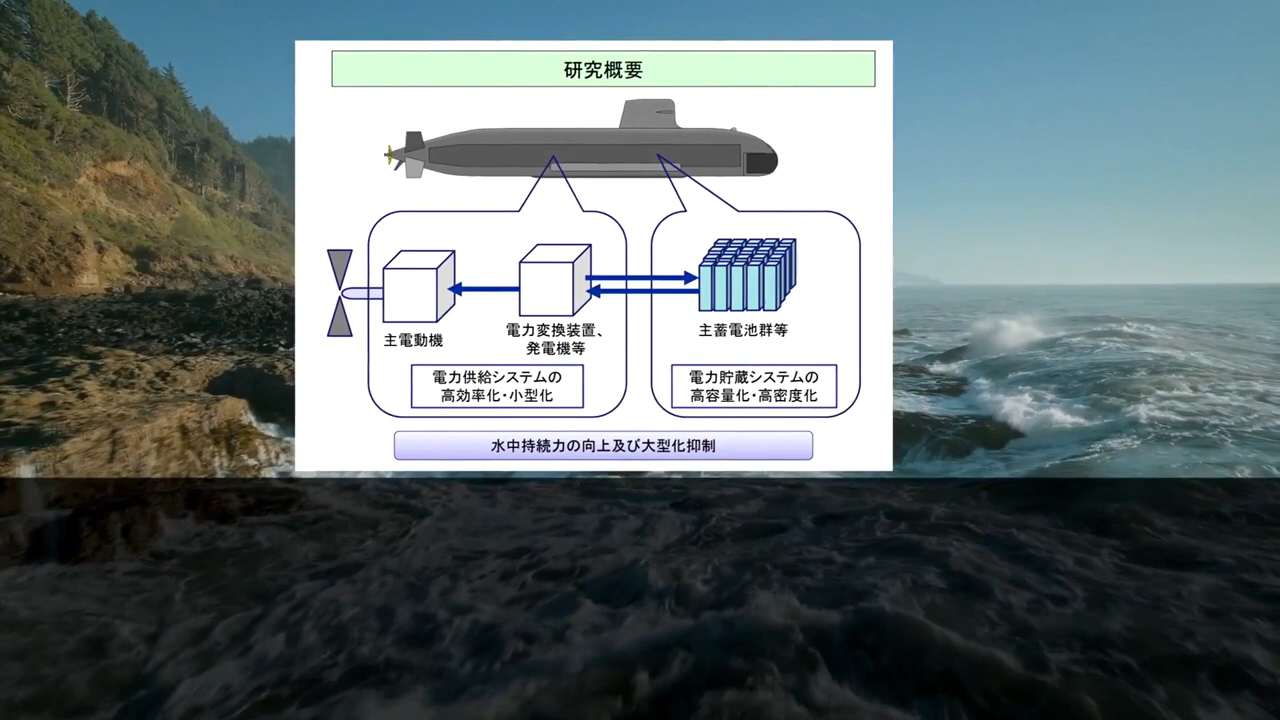 研究概要
主電動機
電力変換装置、
発電機等
主蓄電池群等
電力供給システムの
高効率化・小型化
電力貯蔵システムの
高容量化・高密度化
水中持続力の向上及び大型化抑制